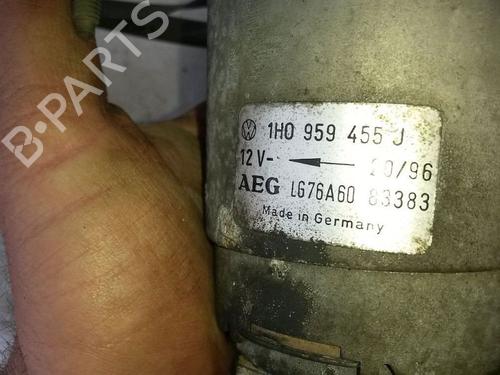 B-PARTS
1H0 959 455 J
12V- 20/96
AEG L676A60 83383
Made in Germany